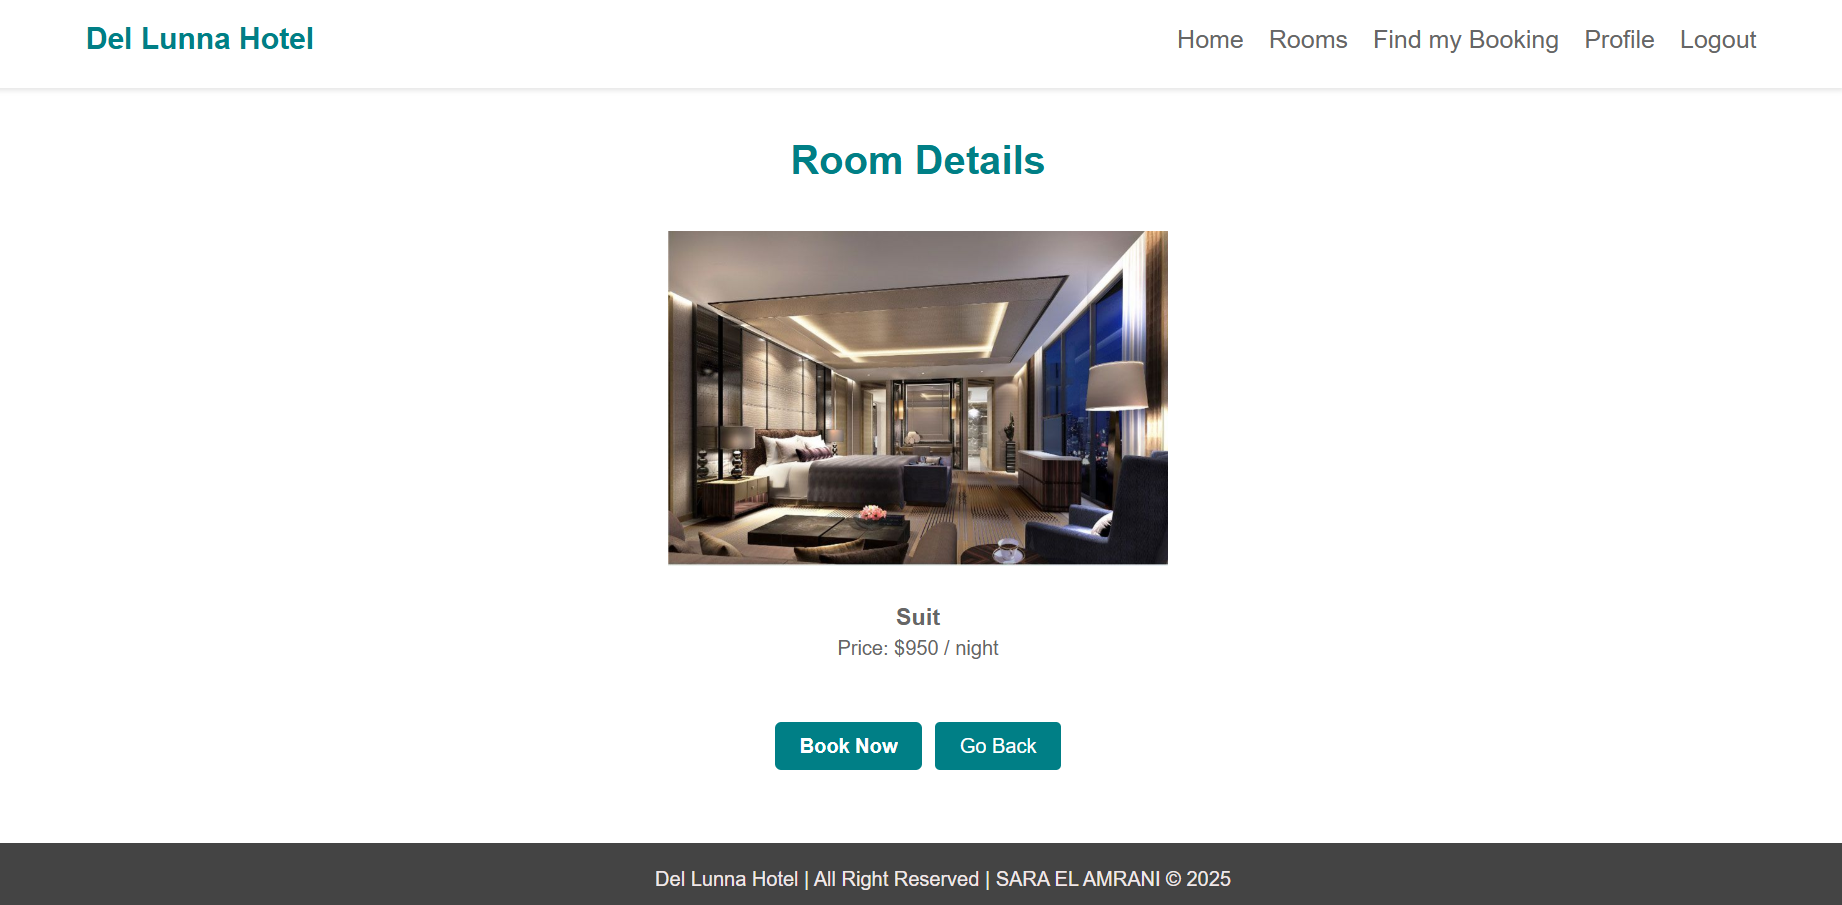 Del Lunna Hotel
Home Rooms Find my Booking Profile Logout
Room Details
Suit
Price: $950 / night
Book Now Go Back
Del Lunna Hotel | All Right Reserved | SARA EL AMRANI © 2025